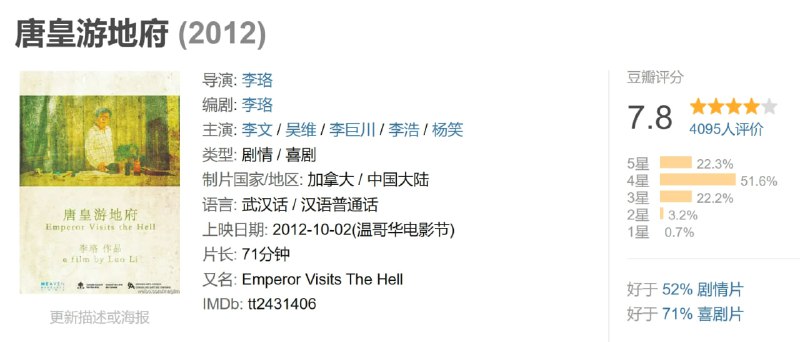 唐皇游地府 (2012)
唐皇游地府
Emperor Visits the Hell
李珞 作品
a film by Luo Li
更新描述或海报
导演: 李珞
编剧: 李珞
主演: 李文 / 吴维 / 李巨川 / 李浩 / 杨笑
类型: 剧情 / 喜剧
制片国家/地区: 加拿大 / 中国大陆
语言: 武汉话 / 汉语普通话
上映日期: 2012-10-02(温哥华电影节)
片长: 71分钟
又名: Emperor Visits The Hell
IMDb: tt2431406
豆瓣评分
7.8
4095人评价
5星 22.3%
4星 51.6%
3星 22.2%
2星 3.2%
1星 0.7%
好于 52% 剧情片
好于 71% 喜剧片